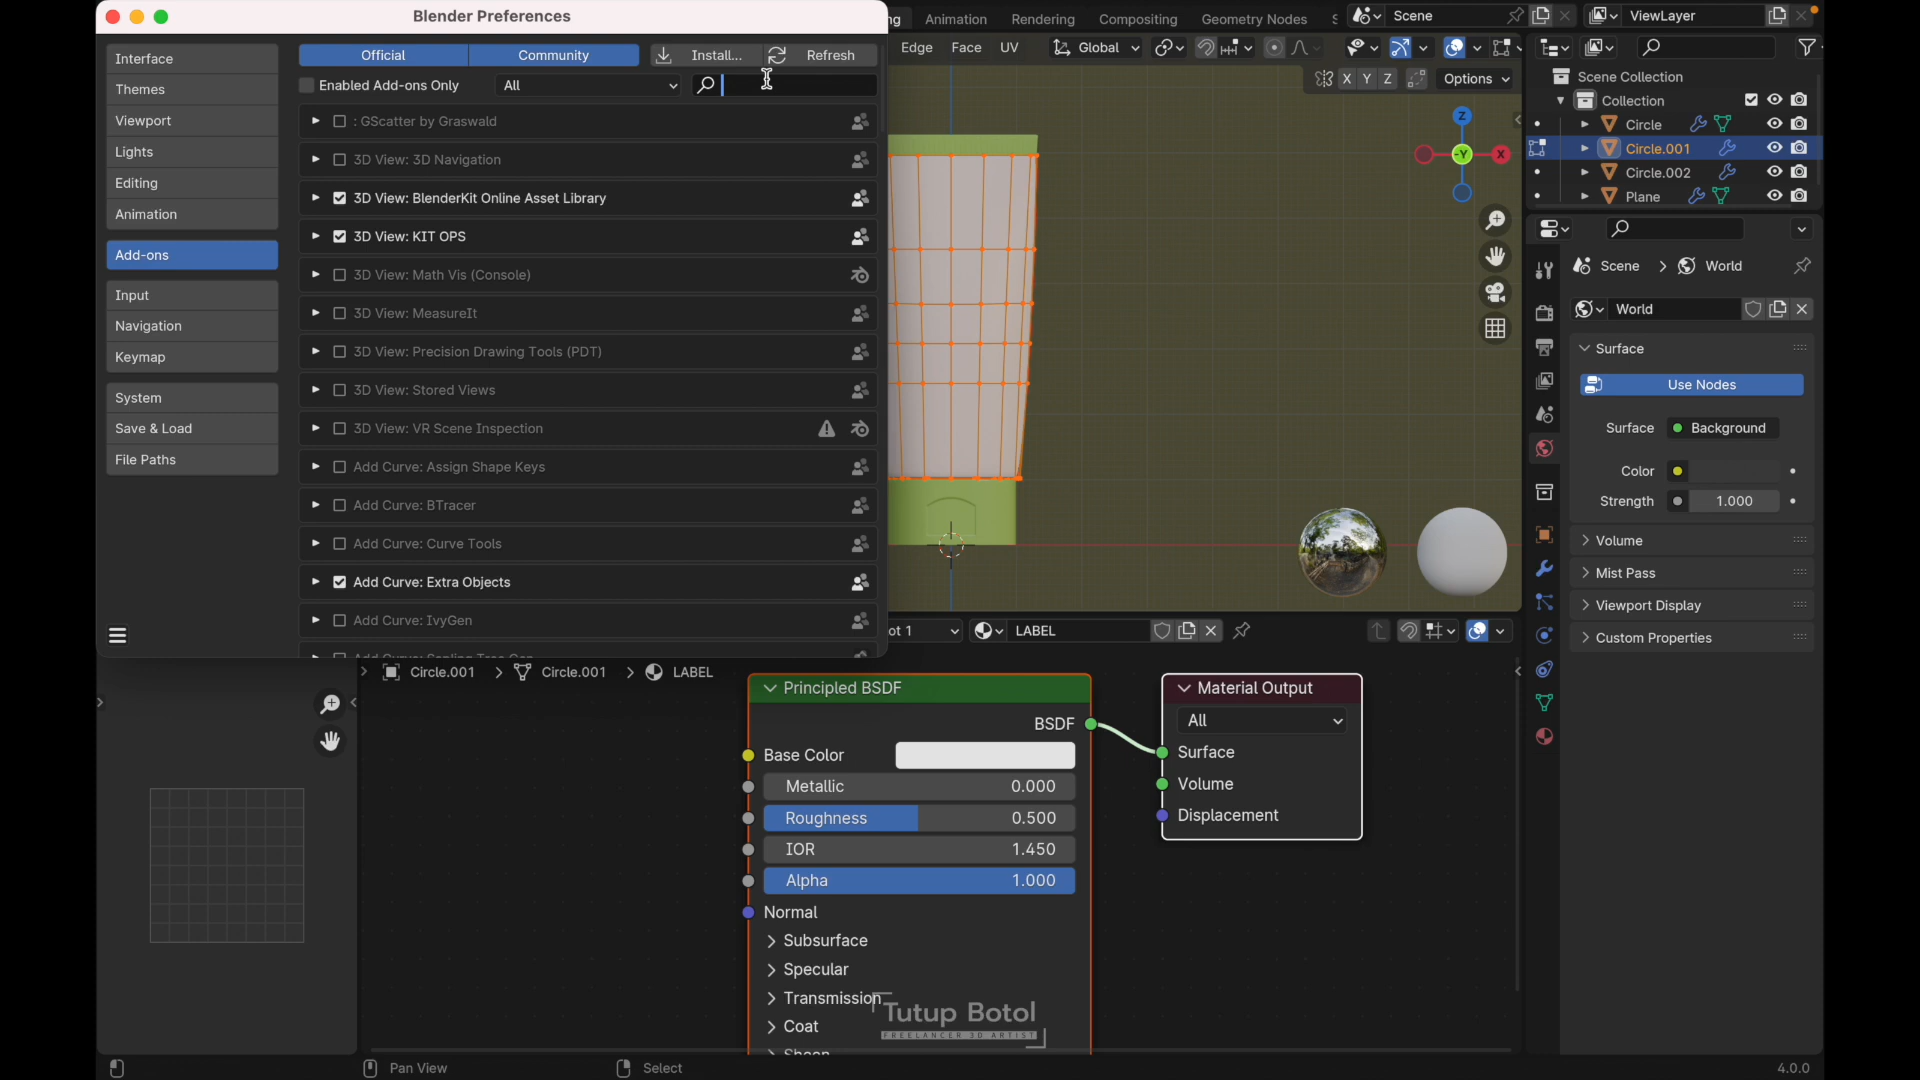 Blender Preferences
Interface
Themes
Viewport
Lights
Editing
Animation
Add-ons
Input
Navigation
Keymap
System
Save & Load
File Paths
Official
Community
Install...
Refresh
Enabled Add-ons Only
All
: GScatter by Graswald
3D View: 3D Navigation
3D View: BlenderKit Online Asset Library
3D View: KIT OPS
3D View: Math Vis (Console)
3D View: MeasureIt
3D View: Precision Drawing Tools (PDT)
3D View: Stored Views
3D View: VR Scene Inspection
Add Curve: Assign Shape Keys
Add Curve: BTracer
Add Curve: Curve Tools
Add Curve: Extra Objects
Add Curve: IvyGen
Animation
Rendering
Compositing
Geometry Nodes
Scene
ViewLayer
Edge
Face
UV
Global
X
Y
Z
Options
Z
-Y
X
Scene Collection
Collection
Circle
Circle.001
Circle.002
Plane
Scene
World
World
Surface
Use Nodes
Surface
Background
Color
Strength
1.000
Volume
Mist Pass
Viewport Display
Custom Properties
ot 1
LABEL
Circle.001
Circle.001
LABEL
Principled BSDF
BSDF
Base Color
Metallic
0.000
Roughness
0.500
IOR
1.450
Alpha
1.000
Normal
Subsurface
Specular
Transmission
Coat
Material Output
All
Surface
Volume
Displacement
Tutup Botol
FREELANCER 3D ARTIST
Pan View
Select
4.0.0